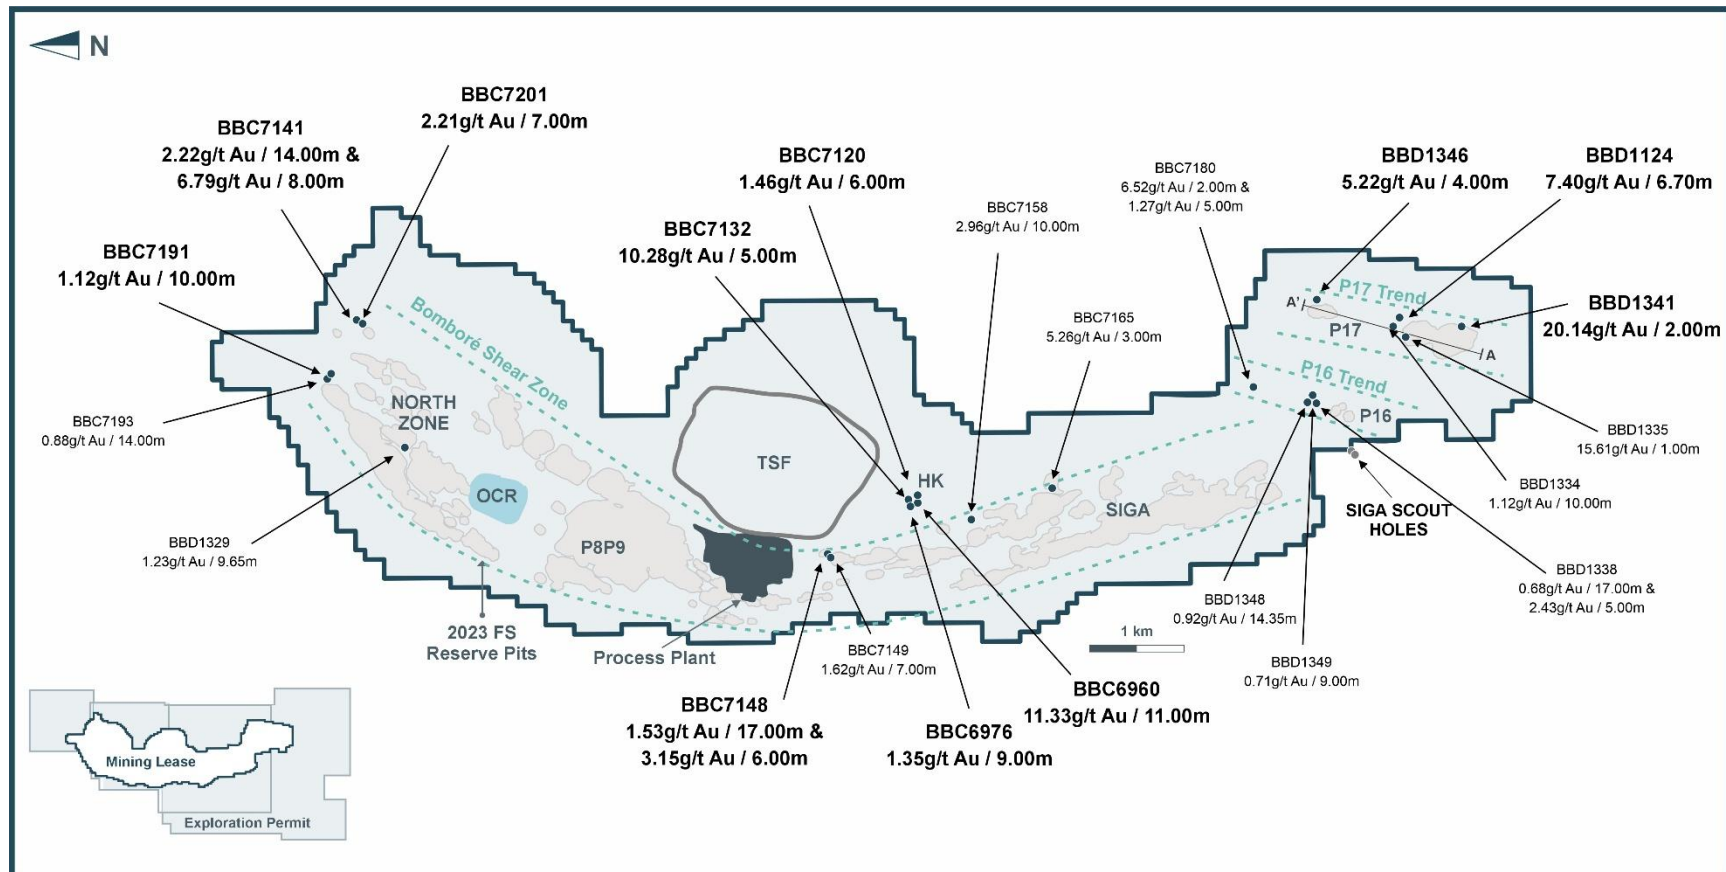 N
BBC7201
2.21g/t Au / 7.00m
BBC7141
2.22g/t Au / 14.00m &
6.79g/t Au / 8.00m
BBC7191
1.12g/t Au / 10.00m
BBC7193
0.88g/t Au / 14.00m
BBD1329
1.23g/t Au / 9.65m
BBC7120
1.46g/t Au / 6.00m
BBC7132
10.28g/t Au / 5.00m
BBC7158
2.96g/t Au / 10.00m
BBC7165
5.26g/t Au / 3.00m
BBC7180
6.52g/t Au / 2.00m &
1.27g/t Au / 5.00m
BBD1346
5.22g/t Au / 4.00m
BBD1124
7.40g/t Au / 6.70m
BBD1341
20.14g/t Au / 2.00m
BBD1335
15.61g/t Au / 1.00m
BBD1334
1.12g/t Au / 10.00m
BBD1338
0.68g/t Au / 17.00m &
2.43g/t Au / 5.00m
SIGA SCOUT
HOLES
BBD1348
0.92g/t Au / 14.35m
BBD1349
0.71g/t Au / 9.00m
BBC7149
1.62g/t Au / 7.00m
BBC7148
1.53g/t Au / 17.00m &
3.15g/t Au / 6.00m
BBC6976
1.35g/t Au / 9.00m
BBC6960
11.33g/t Au / 11.00m
Bomboré Shear Zone
NORTH
ZONE
OCR
P8P9
TSF
HK
SIGA
P17 Trend
A'
P17
A
P16 Trend
P16
2023 FS
Reserve Pits
Process Plant
1 km
Mining Lease
Exploration Permit